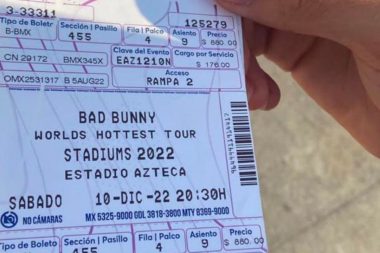 3-33311 125279
Tipo de Boleto Sección | Pasillo Fila | Palco Asiento Precio
B-BMX 455 4 9 $ 880.00
Clave del Evento Cargo por Servicio
CN 29172 BMX345X EAZ1210N $ 176.00
Acceso
OMX2531317 B 5AUG22 RAMPA 2
BAD BUNNY
WORLDS HOTTEST TOUR
STADIUMS 2022
ESTADIO AZTECA
SABADO 10-DIC-22 20:30H
NO CÁMARAS MX 5325-9000 GDL 3818-3800 MTY 8369-9000
Tipo de Boleto Sección | Pasillo Fila | Palco Asiento Precio
455 4 9 $ 880.00